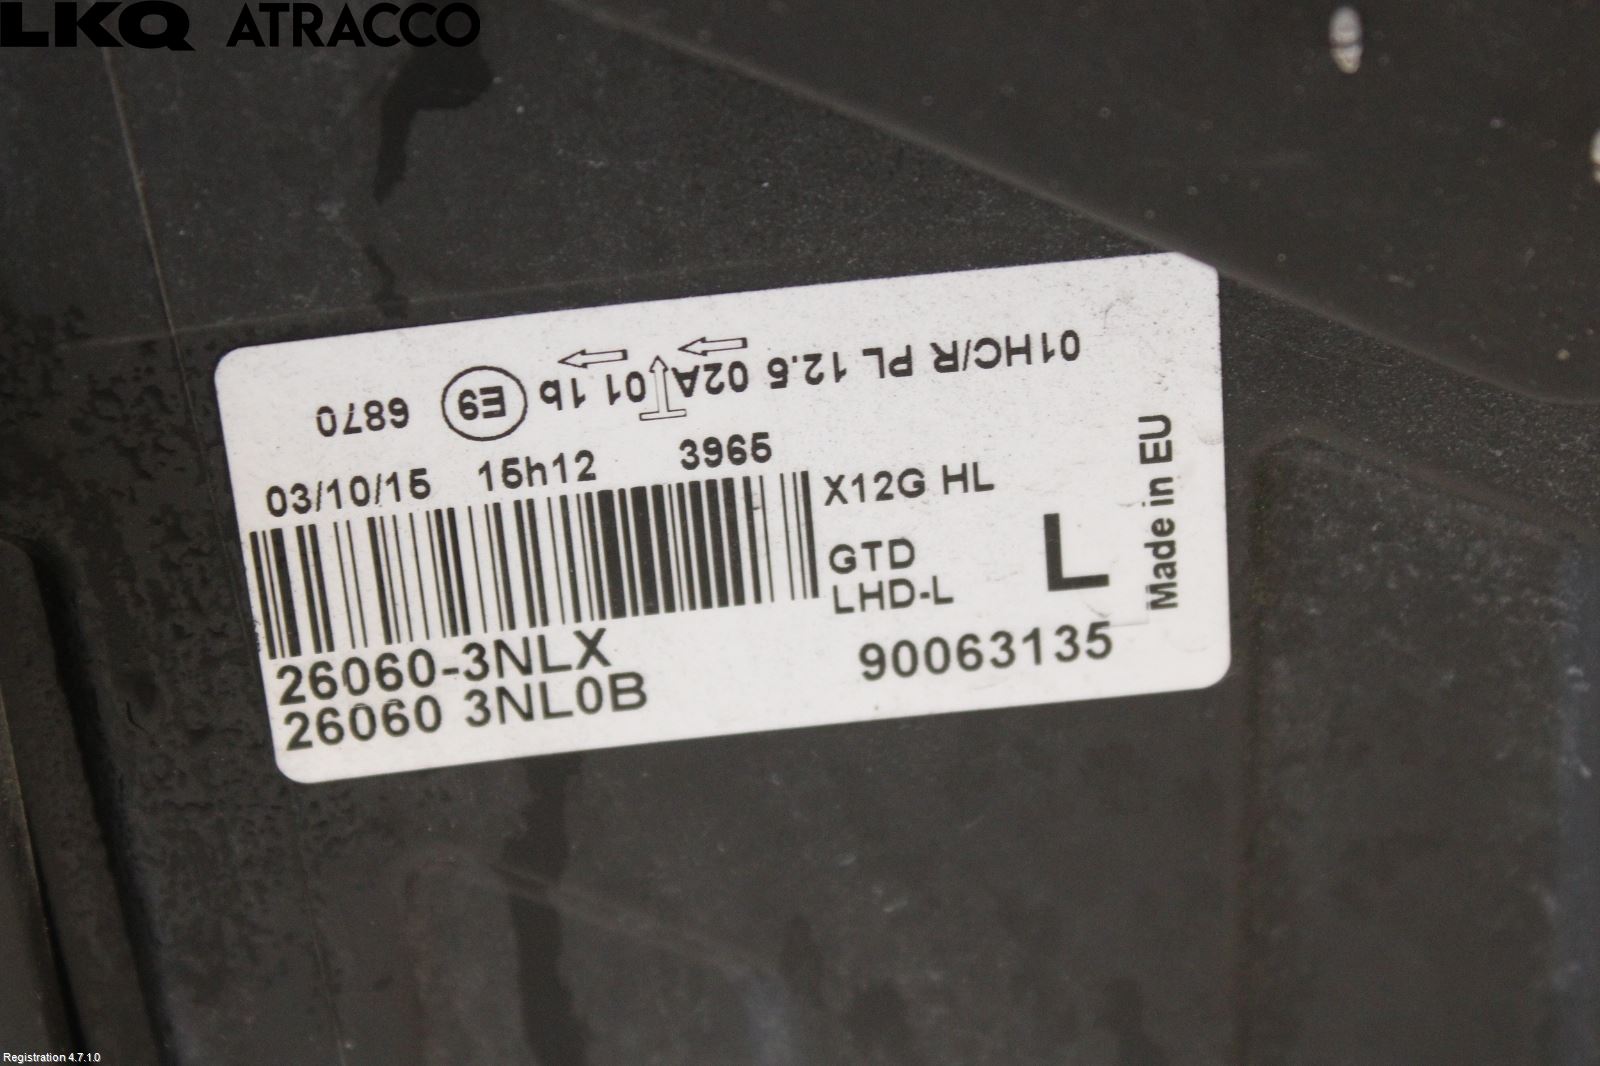 LKQ ATRACCO
01HC/R PL 12.5 02A 01 1b E9 6870
03/10/15 15h12 3965
X12G HL
GTD
LHD-L
L
Made in EU
26060-3NLX
26060 3NL0B
90063135
Registration 4.7.1.0